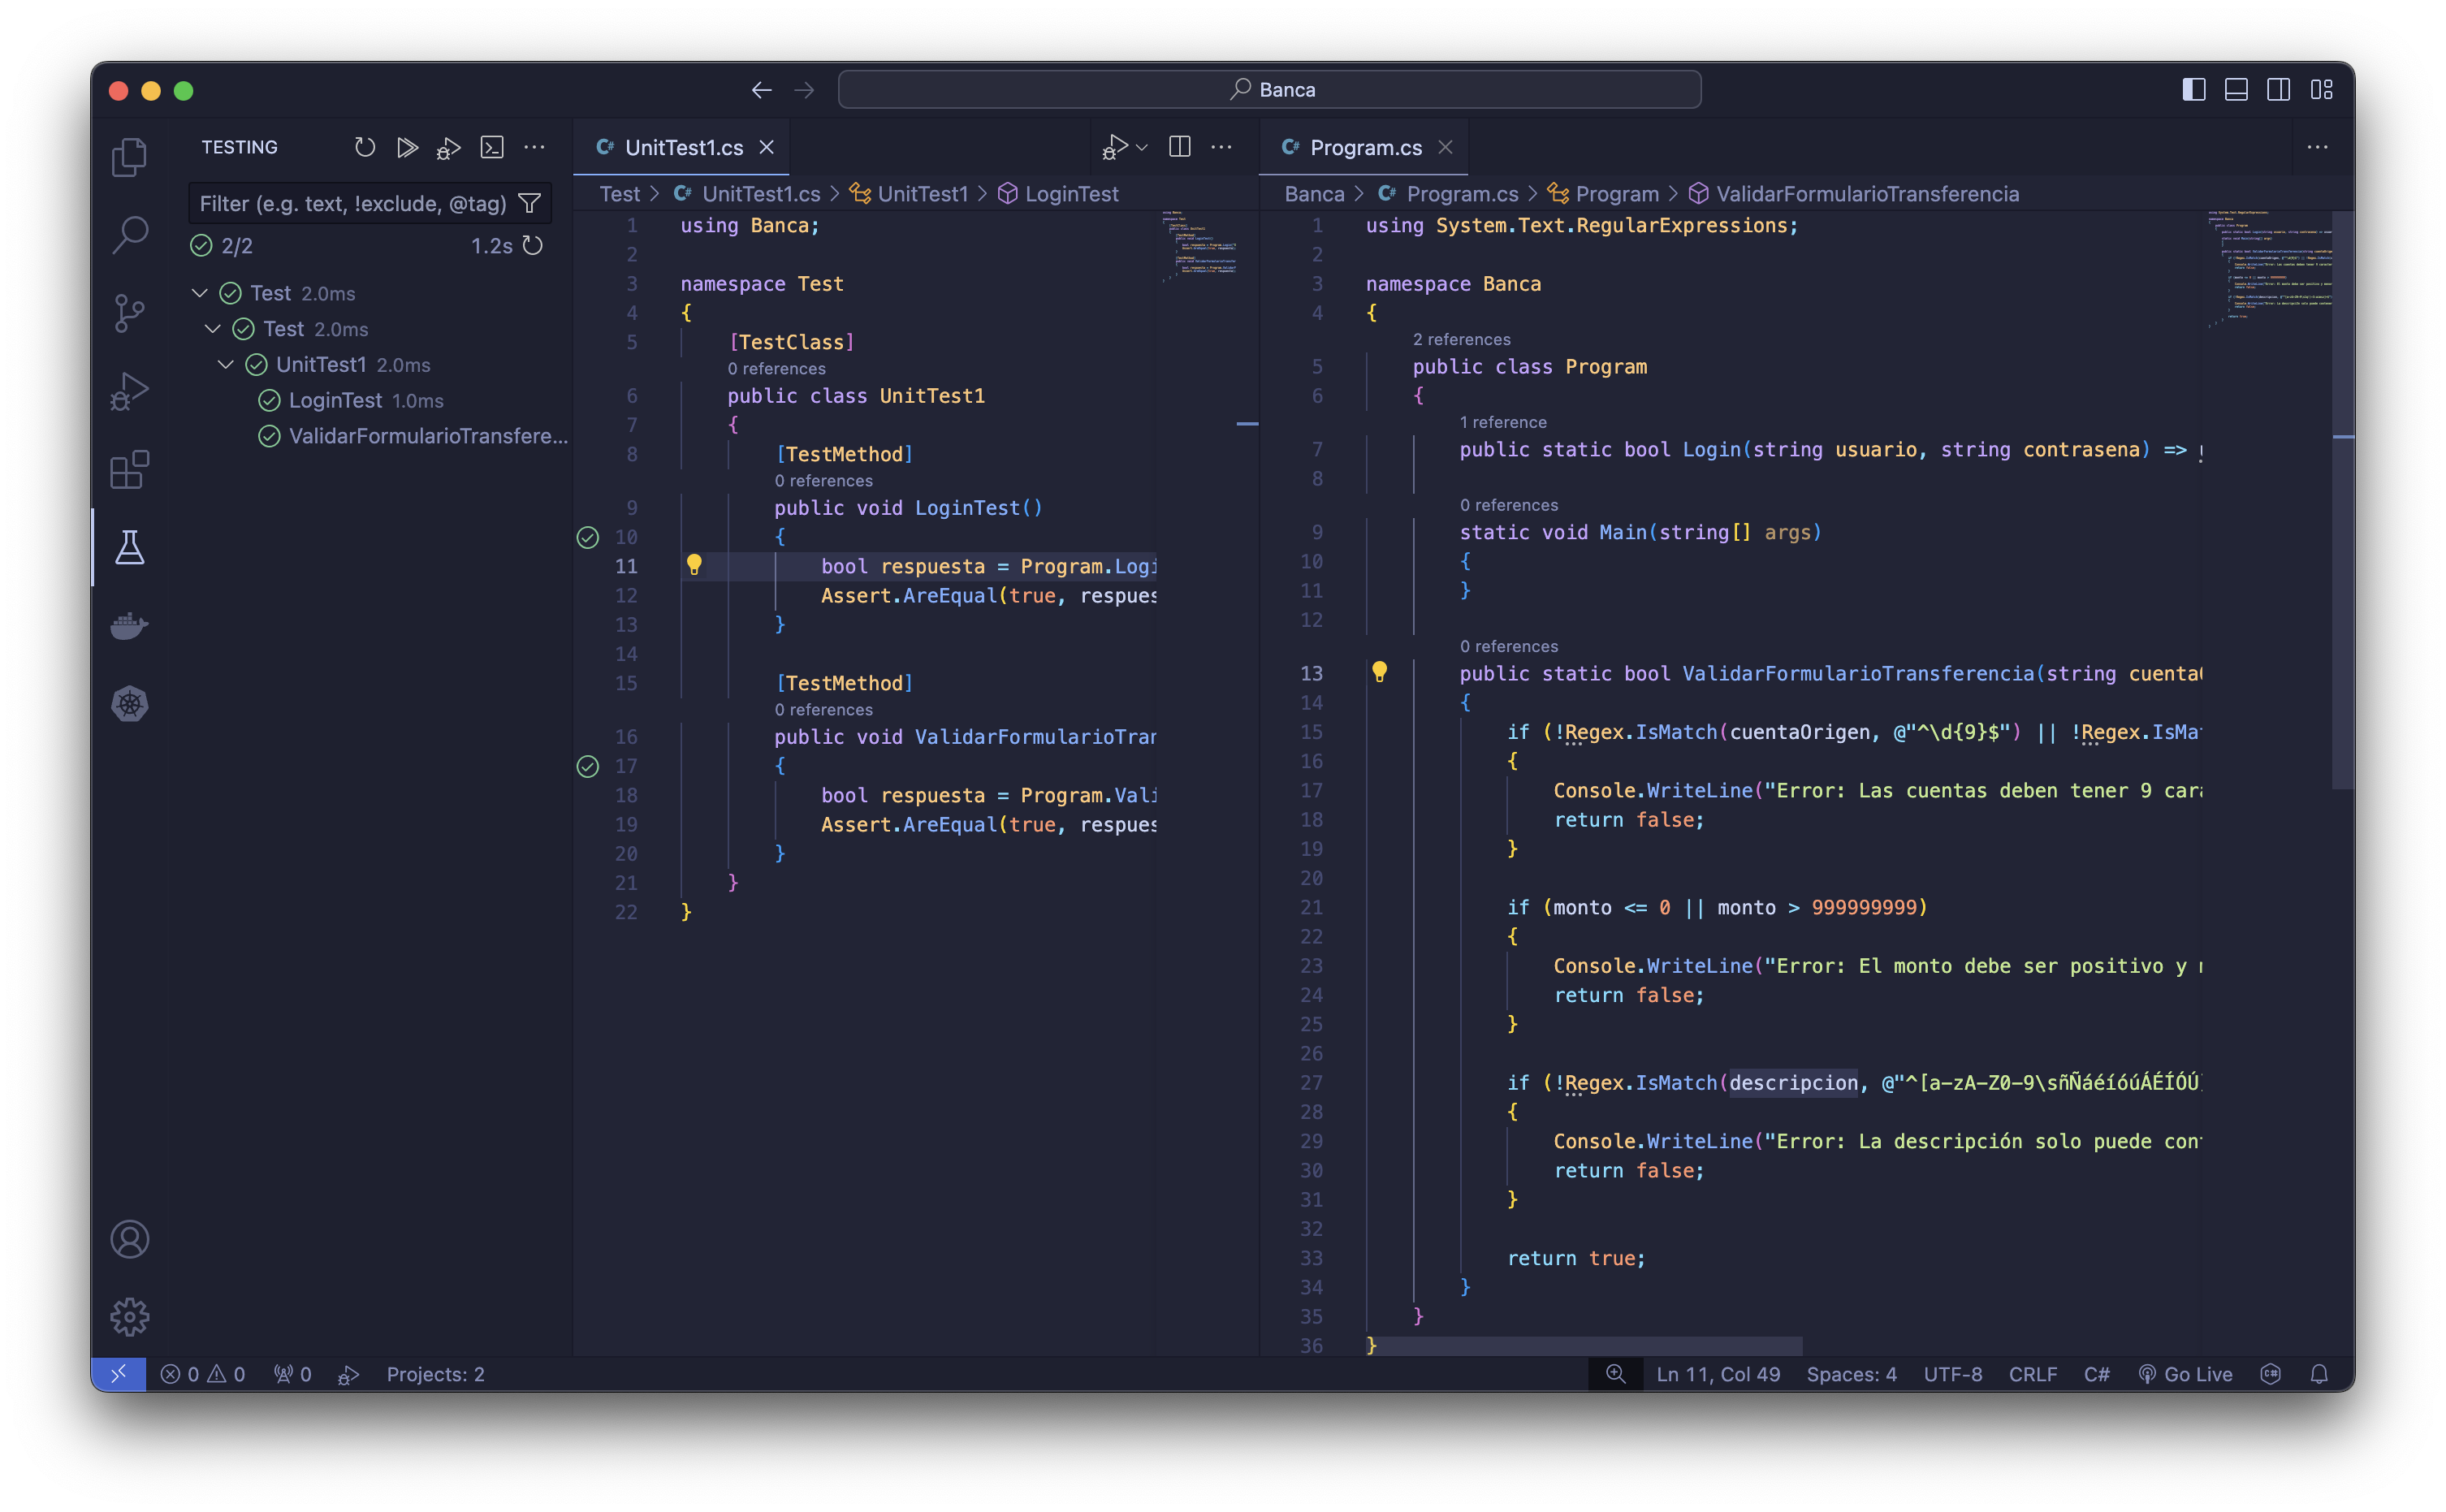 Banca
TESTING
Filter (e.g. text, !exclude, @tag)
2/2 1.2s
Test 2.0ms
Test 2.0ms
UnitTest1 2.0ms
LoginTest 1.0ms
ValidarFormularioTransfere...
UnitTest1.cs
Test > UnitTest1.cs > UnitTest1 > LoginTest
1 using Banca;
2
3 namespace Test
4 {
5 [TestClass]
0 references
6 public class UnitTest1
7 {
8 [TestMethod]
0 references
9 public void LoginTest()
10 {
11 bool respuesta = Program.Logi
12 Assert.AreEqual(true, respues
13 }
14
15 [TestMethod]
0 references
16 public void ValidarFormularioTran
17 {
18 bool respuesta = Program.Vali
19 Assert.AreEqual(true, respues
20 }
21 }
22 }
Program.cs
Banca > Program.cs > Program > ValidarFormularioTransferencia
1 using System.Text.RegularExpressions;
2
3 namespace Banca
4 {
2 references
5 public class Program
6 {
1 reference
7 public static bool Login(string usuario, string contrasena) =>
8
0 references
9 static void Main(string[] args)
10 {
11 }
12
0 references
13 public static bool ValidarFormularioTransferencia(string cuentaO
14 {
15 if (!Regex.IsMatch(cuentaOrigen, @"^\d{9}$") || !Regex.IsMat
16 {
17 Console.WriteLine("Error: Las cuentas deben tener 9 cara
18 return false;
19 }
20
21 if (monto <= 0 || monto > 999999999)
22 {
23 Console.WriteLine("Error: El monto debe ser positivo y
24 return false;
25 }
26
27 if (!Regex.IsMatch(descripcion, @"^[a-zA-Z0-9\sñÑáéíóúÁÉÍÓÚ]
28 {
29 Console.WriteLine("Error: La descripción solo puede con
30 return false;
31 }
32
33 return true;
34 }
35 }
36 }
0 0 0 Projects: 2 Ln 11, Col 49 Spaces: 4 UTF-8 CRLF C# Go Live